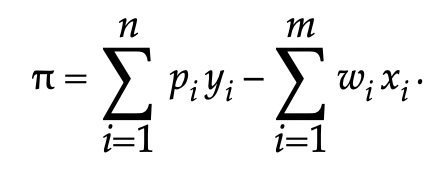 π = ∑_{i=1}^{n} p_i y_i − ∑_{i=1}^{m} w_i x_i.